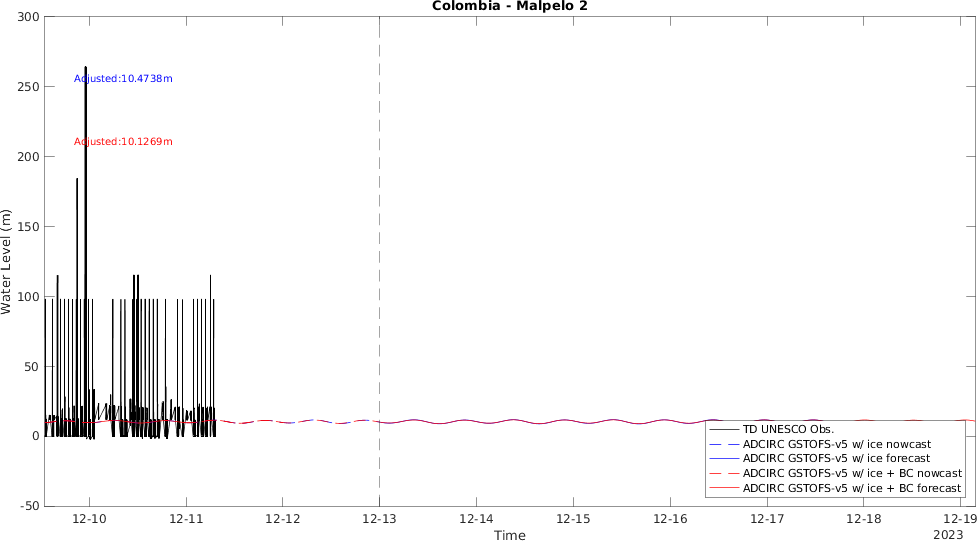 Colombia - Malpelo 2
300
250
200
150
100
50
0
-50
Water Level (m)
Adjusted:10.4738m
Adjusted:10.1269m
TD UNESCO Obs.
ADCIRC GSTOFS-v5 w/ ice nowcast
ADCIRC GSTOFS-v5 w/ ice forecast
ADCIRC GSTOFS-v5 w/ ice + BC nowcast
ADCIRC GSTOFS-v5 w/ ice + BC forecast
12-10 12-11 12-12 12-13 12-14 12-15 12-16 12-17 12-18 12-19
Time
2023